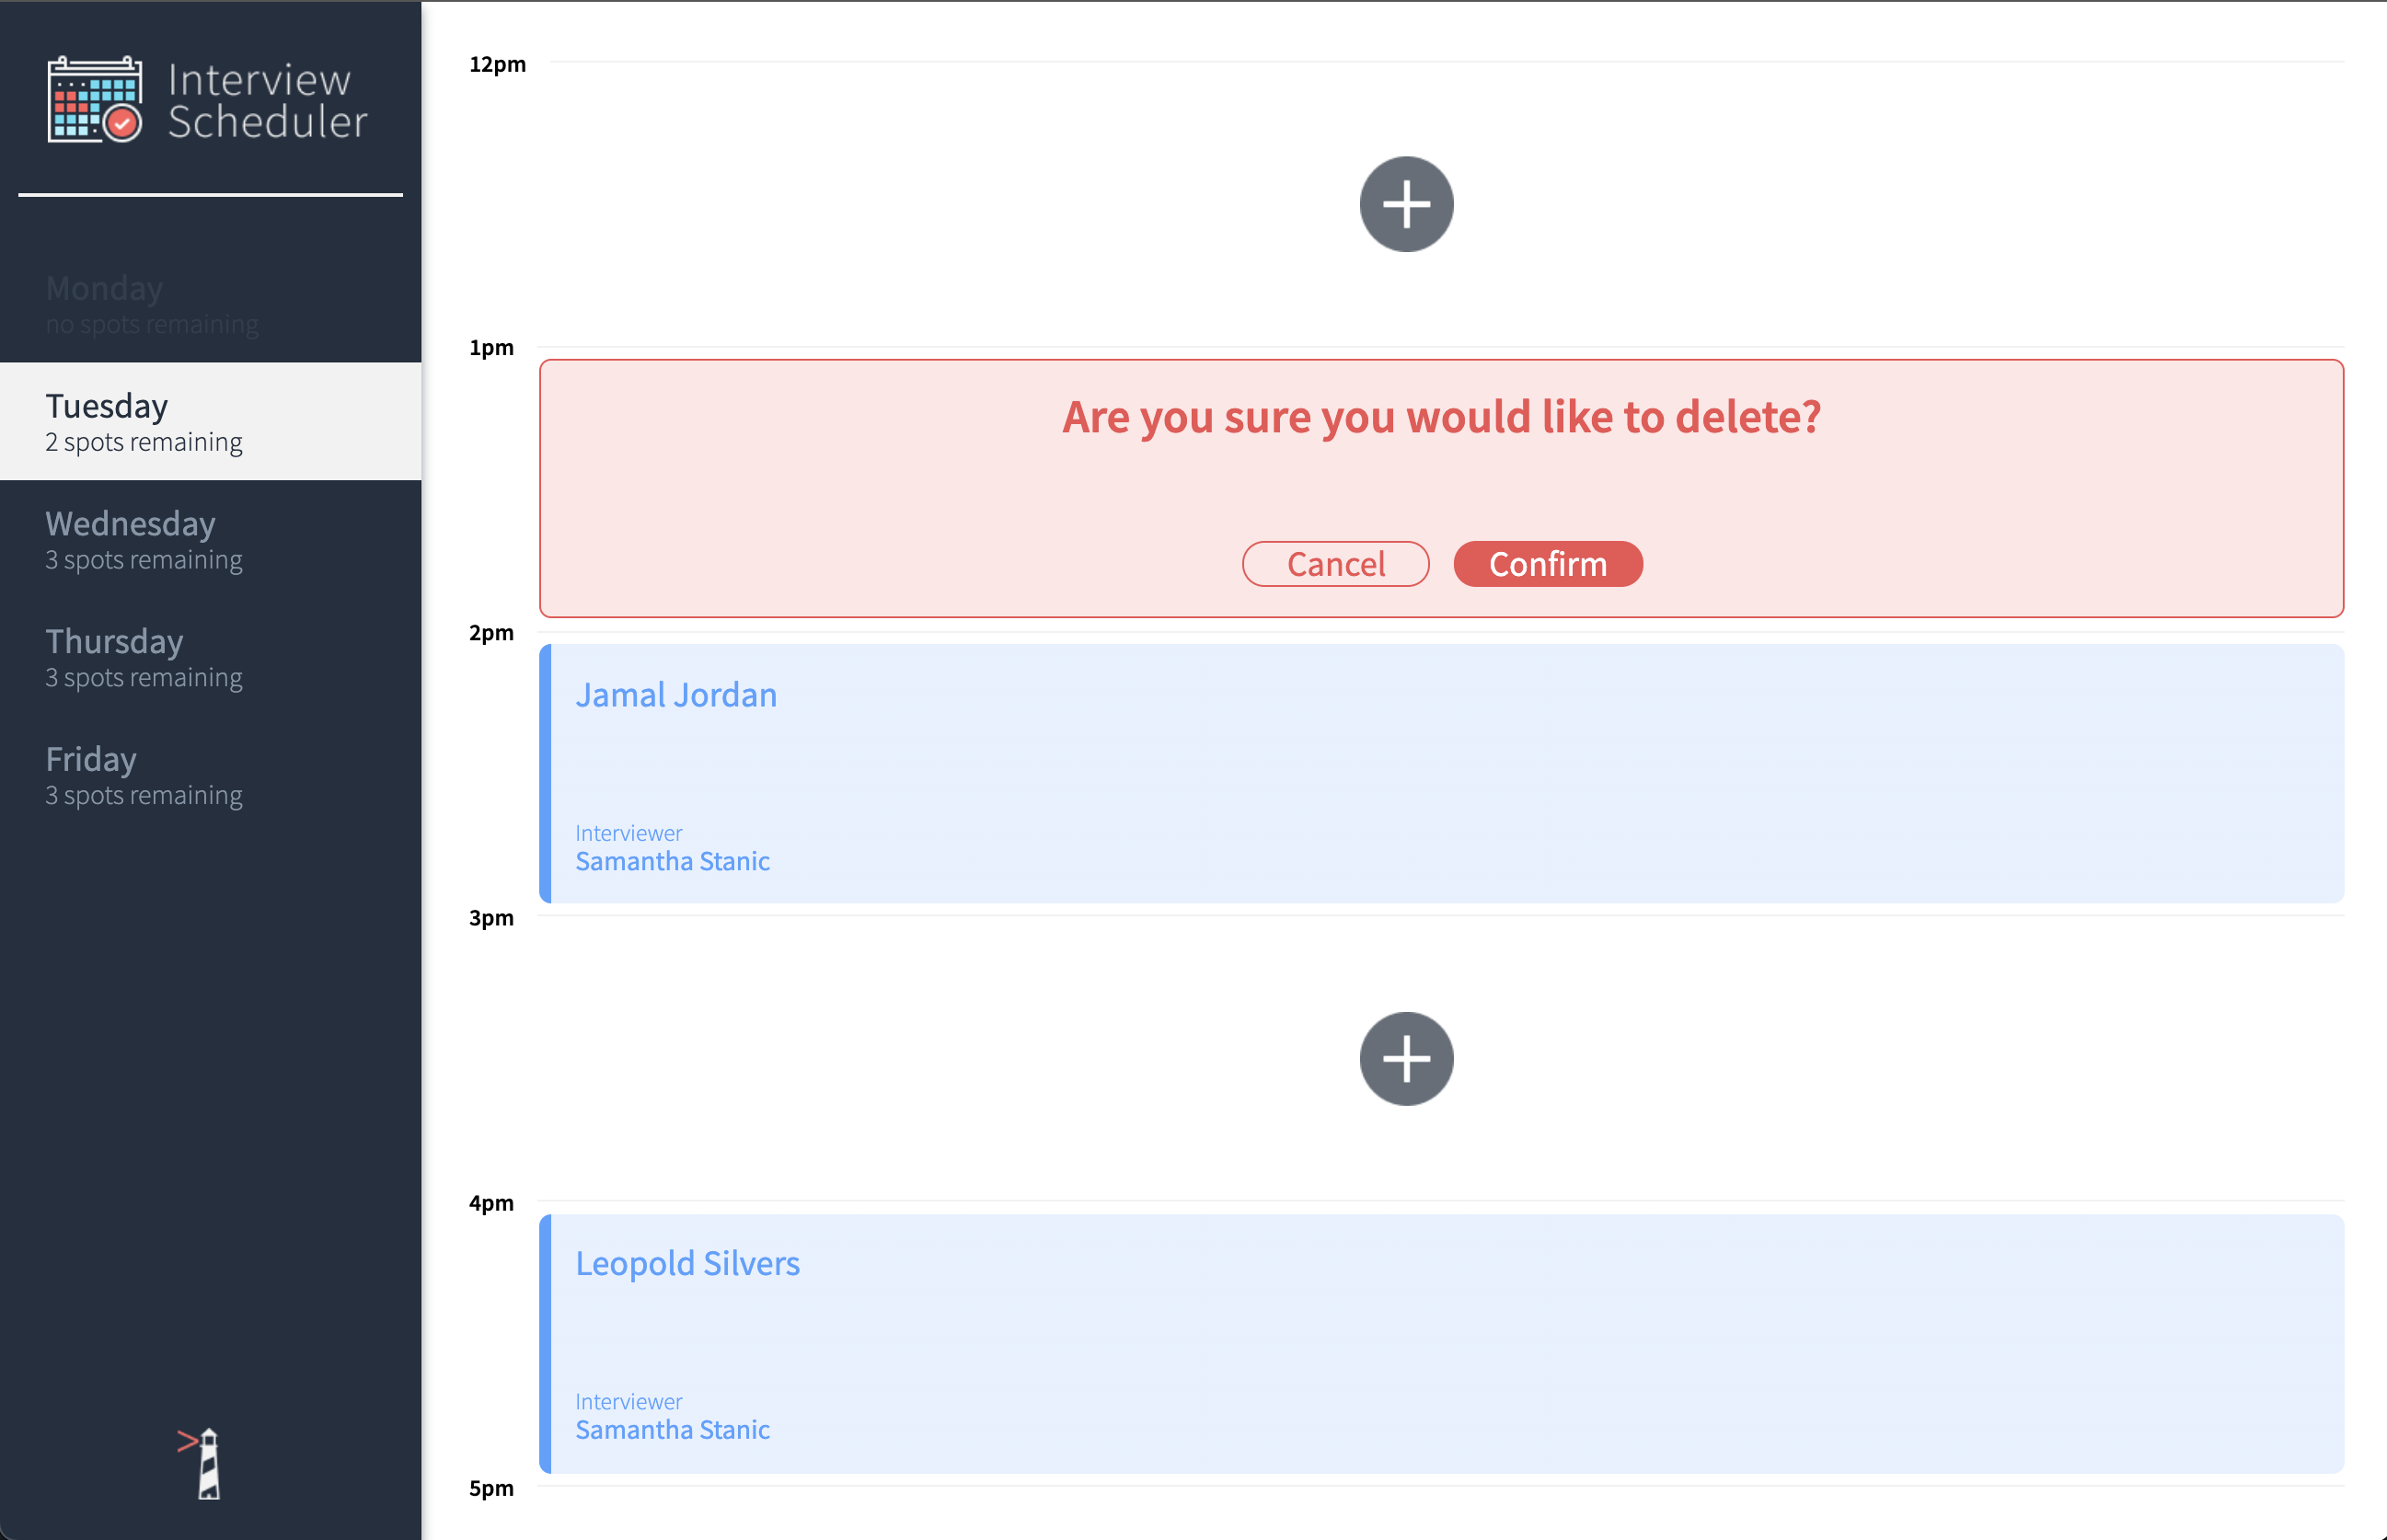 Interview
Scheduler
Monday
no spots remaining
Tuesday
2 spots remaining
Wednesday
3 spots remaining
Thursday
3 spots remaining
Friday
3 spots remaining
12pm
1pm
Are you sure you would like to delete?
Cancel Confirm
2pm
Jamal Jordan
Interviewer
Samantha Stanic
3pm
4pm
Leopold Silvers
Interviewer
Samantha Stanic
5pm